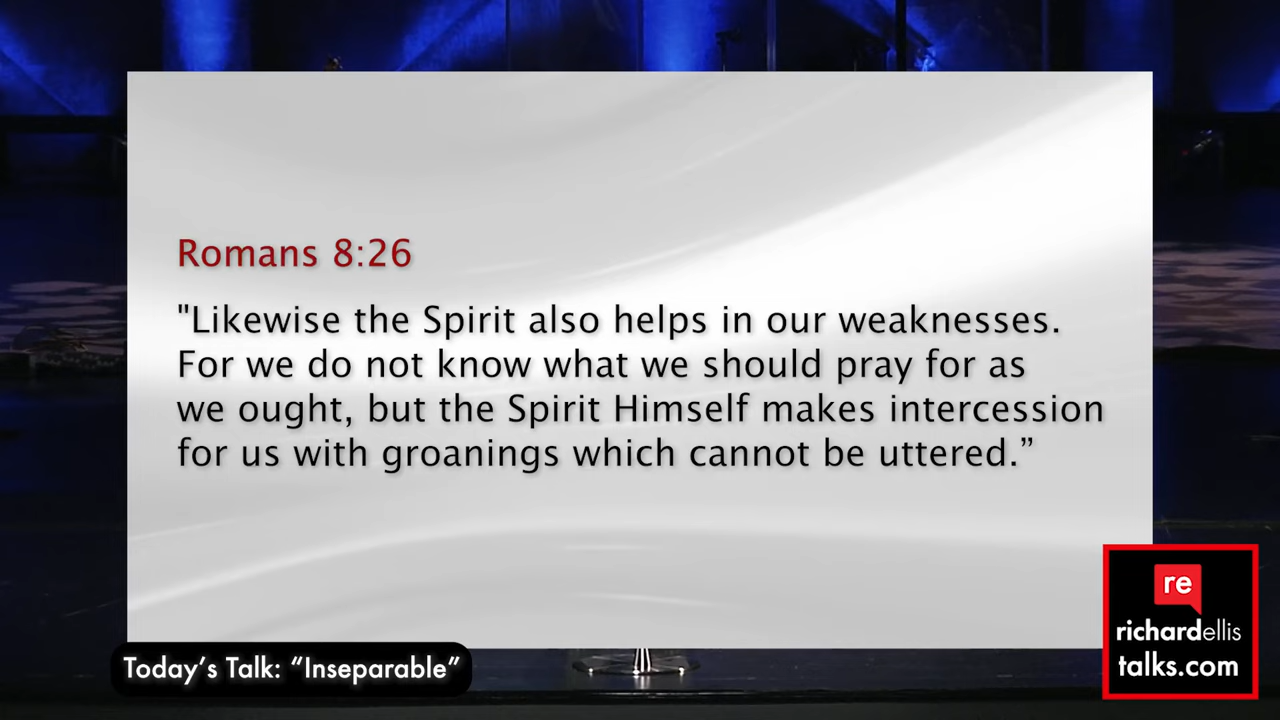 Romans 8:26
"Likewise the Spirit also helps in our weaknesses.
For we do not know what we should pray for as
we ought, but the Spirit Himself makes intercession
for us with groanings which cannot be uttered.”
Today’s Talk: “Inseparable”
re
richardellis
talks.com